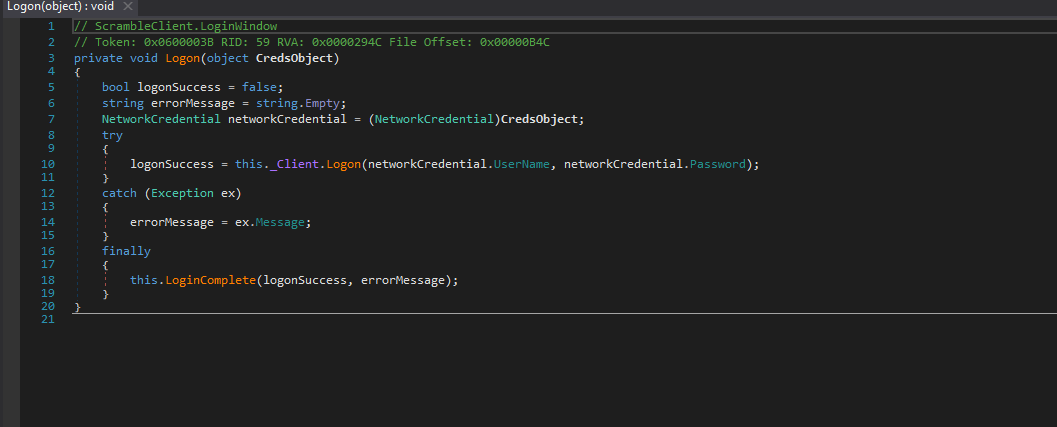 Logon(object) : void ×
1 // ScrambleClient.LoginWindow
2 // Token: 0x0600003B RID: 59 RVA: 0x0000294C File Offset: 0x00000B4C
3 private void Logon(object CredsObject)
4 {
5 bool logonSuccess = false;
6 string errorMessage = string.Empty;
7 NetworkCredential networkCredential = (NetworkCredential)CredsObject;
8 try
9 {
10 logonSuccess = this._Client.Logon(networkCredential.UserName, networkCredential.Password);
11 }
12 catch (Exception ex)
13 {
14 errorMessage = ex.Message;
15 }
16 finally
17 {
18 this.LoginComplete(logonSuccess, errorMessage);
19 }
20 }
21